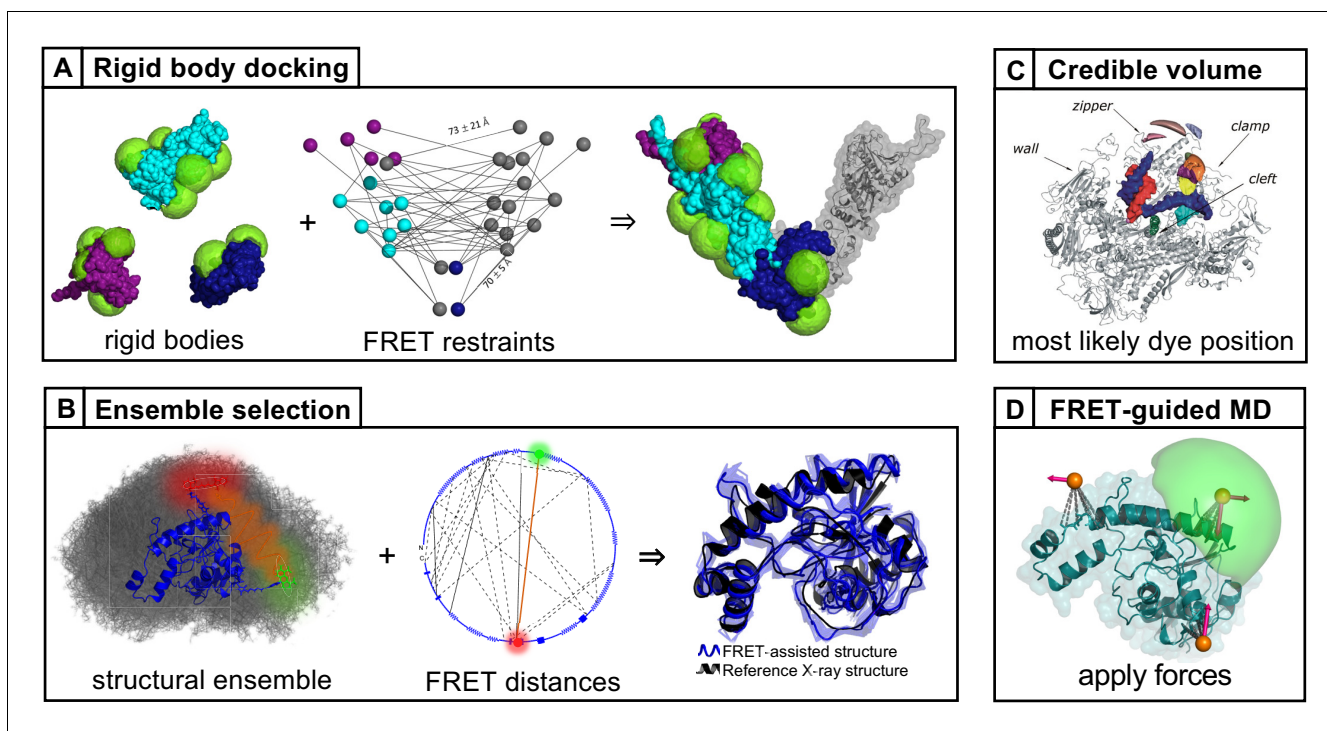 A Rigid body docking
73 ± 21 Å
+
⇒
70 ± 5 Å
rigid bodies
FRET restraints
B Ensemble selection
+
⇒
N
C
FRET-assisted structure
Reference X-ray structure
structural ensemble
FRET distances
C Credible volume
zipper
clamp
wall
cleft
most likely dye position
D FRET-guided MD
apply forces